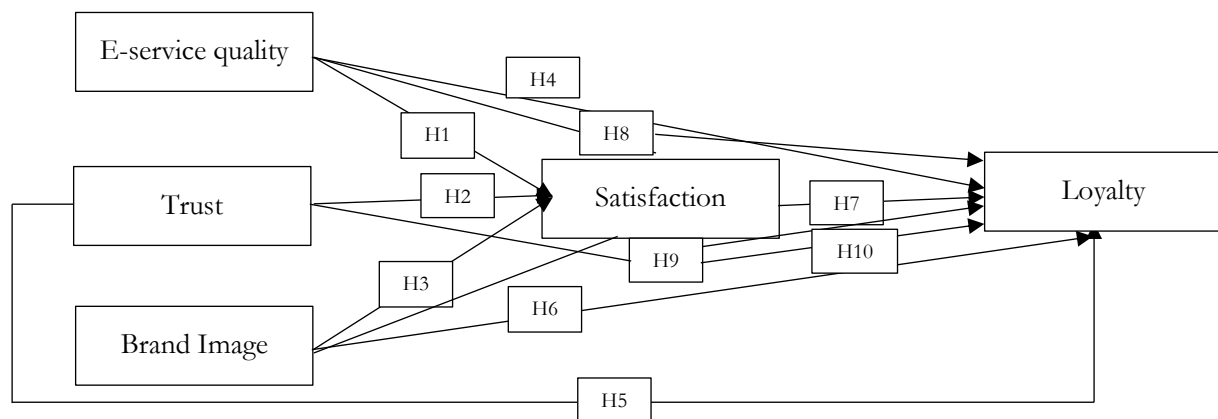 E-service quality
H4
H1
H8
Trust
H2
Satisfaction
H7
Loyalty
H9
H10
H3
H6
Brand Image
H5